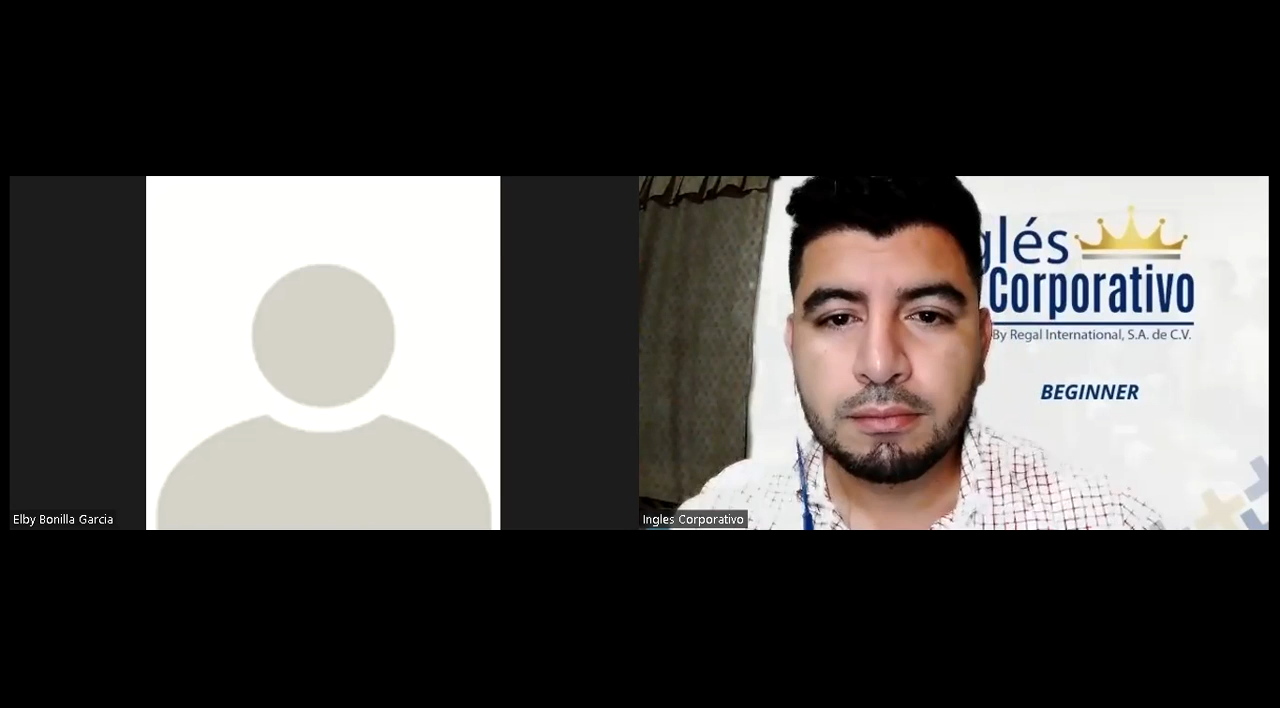 Elby Bonilla Garcia
glés
Corporativo
By Regal International, S.A. de C.V.
BEGINNER
Ingles Corporativo